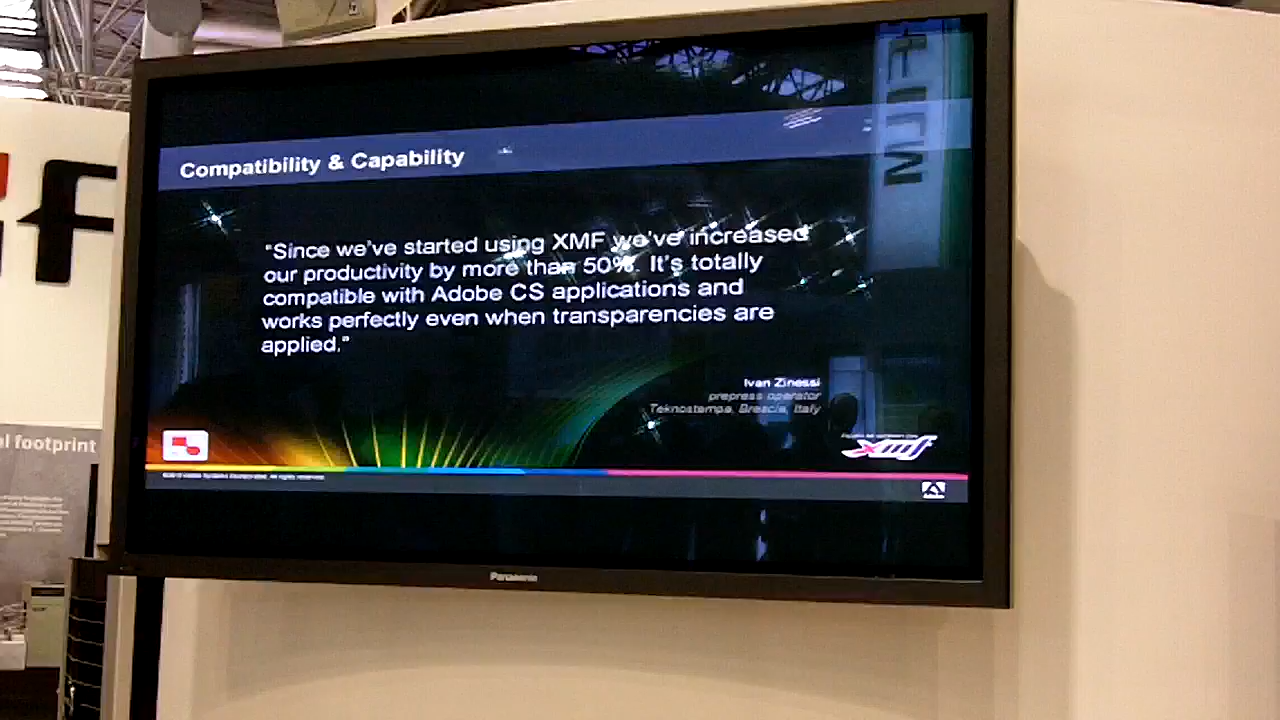 Compatibility & Capability
"Since we've started using XMF we've increased
our productivity by more than 50%. It's totally
compatible with Adobe CS applications and
works perfectly even when transparencies are
applied."
Ivan Zinessi
prepress operator
Teknostampa, Brescia, Italy
xmf
Panasonic
FUJI
l footprint